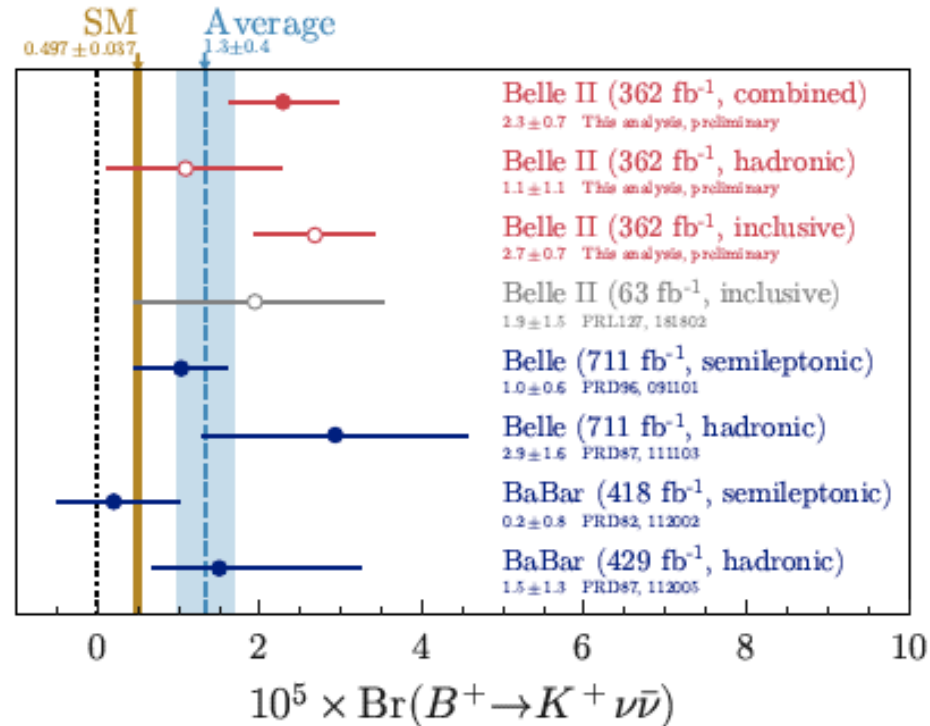 SM
0.497±0.037
Average
1.3±0.4
Belle II (362 fb⁻¹, combined)
2.3±0.7 This analysis, preliminary
Belle II (362 fb⁻¹, hadronic)
1.1±1.1 This analysis, preliminary
Belle II (362 fb⁻¹, inclusive)
2.7±0.7 This analysis, preliminary
Belle II (63 fb⁻¹, inclusive)
1.9±1.5 PRL127, 181802
Belle (711 fb⁻¹, semileptonic)
1.0±0.6 PRD96, 091101
Belle (711 fb⁻¹, hadronic)
2.9±1.6 PRD87, 111103
BaBar (418 fb⁻¹, semileptonic)
0.2±0.8 PRD82, 112002
BaBar (429 fb⁻¹, hadronic)
1.5±1.3 PRD87, 112005
0 2 4 6 8 10
10⁵ × Br(B⁺→K⁺νν̄)